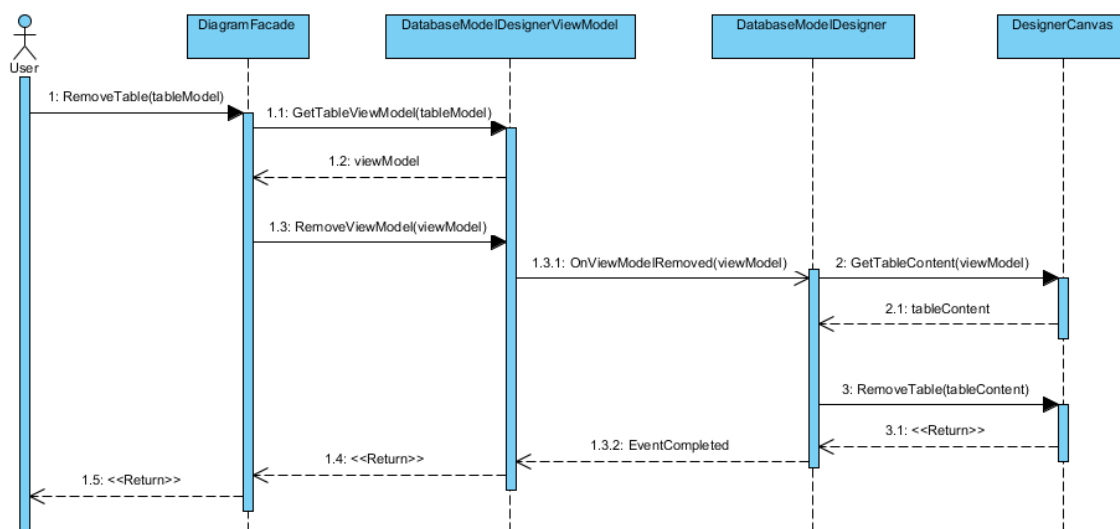 DiagramFacade
DatabaseModelDesignerViewModel
DatabaseModelDesigner
DesignerCanvas
User
1: RemoveTable(tableModel)
1.1: GetTableViewModel(tableModel)
1.2: viewModel
1.3: RemoveViewModel(viewModel)
1.3.1: OnViewModelRemoved(viewModel)
2: GetTableContent(viewModel)
2.1: tableContent
3: RemoveTable(tableContent)
3.1: <<Return>>
1.3.2: EventCompleted
1.4: <<Return>>
1.5: <<Return>>